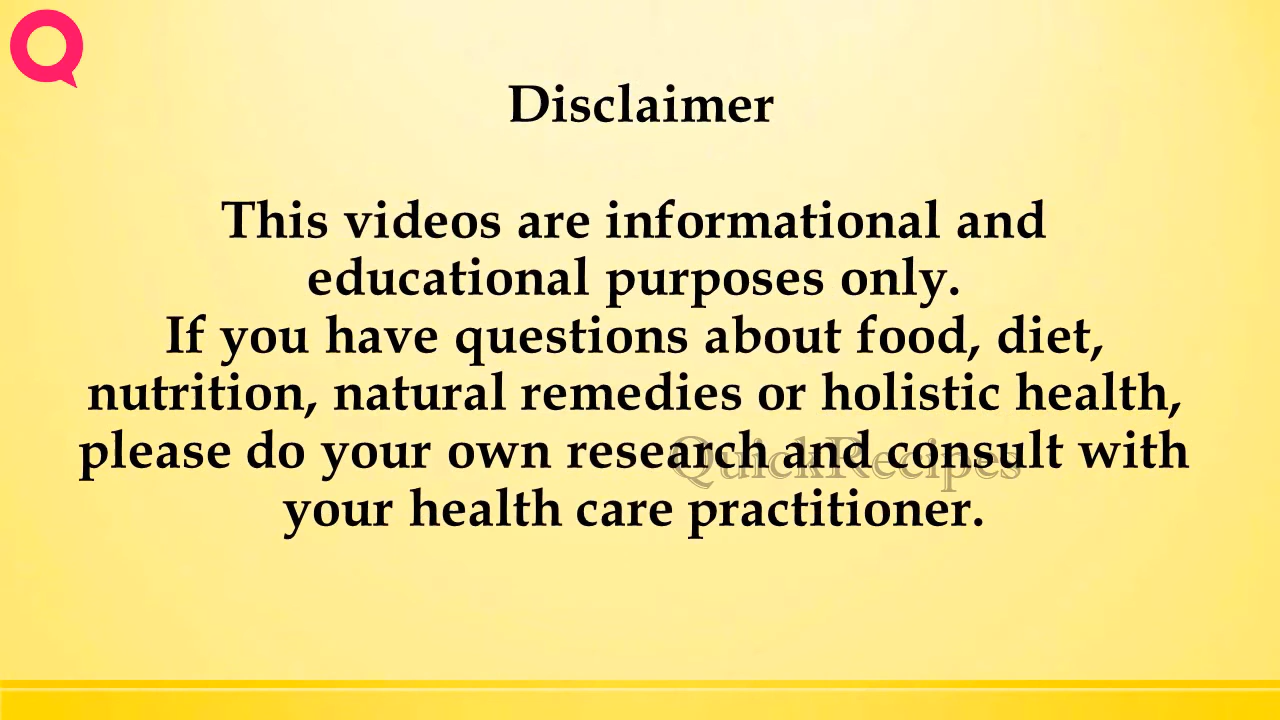 Disclaimer
This videos are informational and
educational purposes only.
If you have questions about food, diet,
nutrition, natural remedies or holistic health,
please do your own research and consult with
QuickRecipes
your health care practitioner.